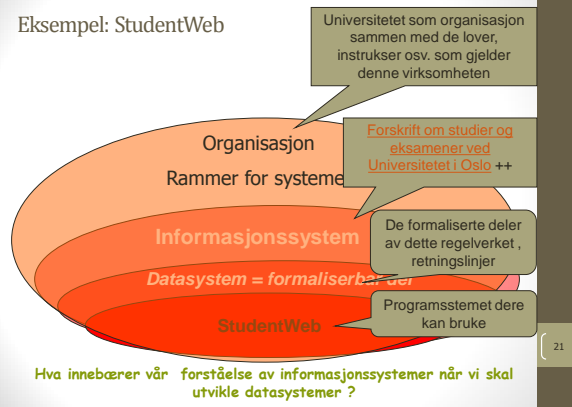 Eksempel: StudentWeb
Universitetet som organisasjon
sammen med de lover,
instrukser osv. som gjelder
denne virksomheten
Organisasjon
Rammer for systeme
Forskrift om studier og
eksamener ved
Universitetet i Oslo ++
Informasjonssystem
De formaliserte deler
av dette regelverket ,
retningslinjer
Datasystem = formaliserbar del
Programsstemet dere
kan bruke
StudentWeb
21
Hva innebærer vår forståelse av informasjonssystemer når vi skal
utvikle datasystemer ?